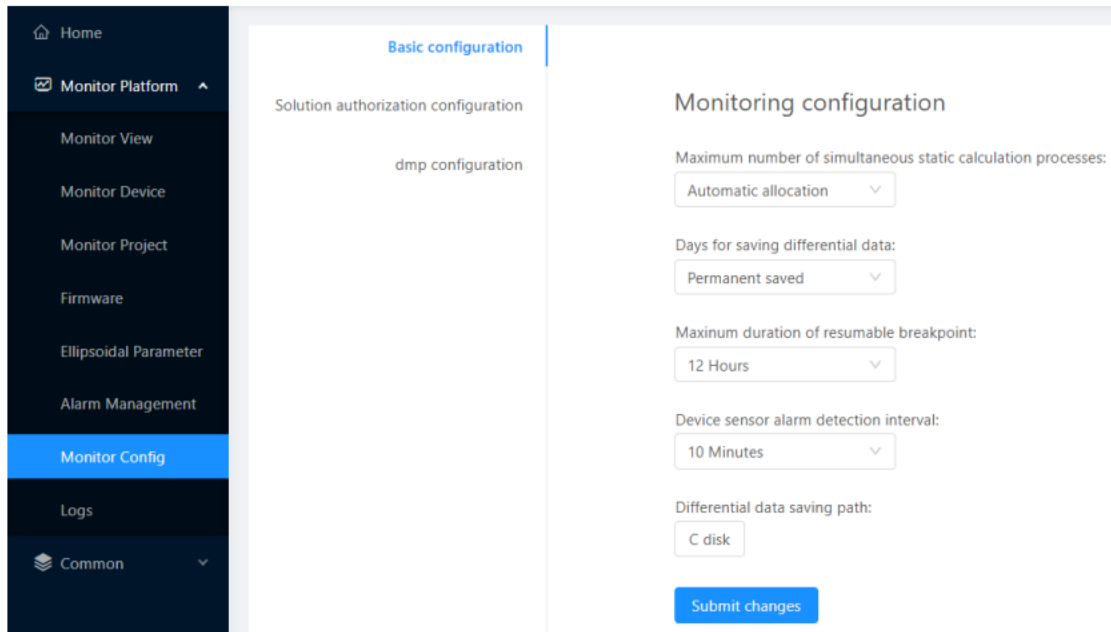 Home
Monitor Platform
Monitor View
Monitor Device
Monitor Project
Firmware
Ellipsoidal Parameter
Alarm Management
Monitor Config
Logs
Common
Basic configuration
Solution authorization configuration
dmp configuration
Monitoring configuration
Maximum number of simultaneous static calculation processes:
Automatic allocation
Days for saving differential data:
Permanent saved
Maxinum duration of resumable breakpoint:
12 Hours
Device sensor alarm detection interval:
10 Minutes
Differential data saving path:
C disk
Submit changes